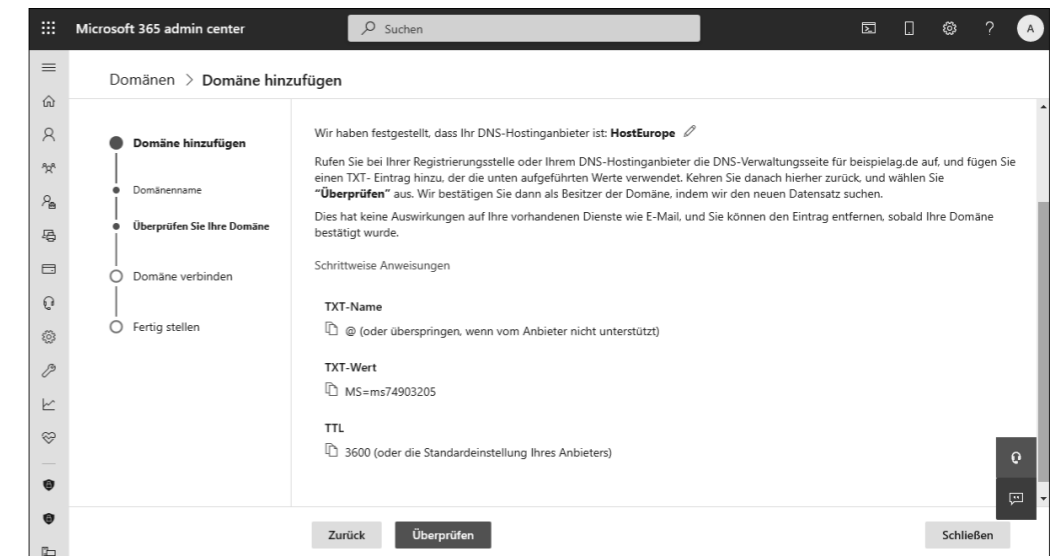 Microsoft 365 admin center
Suchen
?
A
Domänen > Domäne hinzufügen
Domäne hinzufügen
Domänenname
Überprüfen Sie Ihre Domäne
Domäne verbinden
Fertig stellen
Wir haben festgestellt, dass Ihr DNS-Hostinganbieter ist: HostEurope
Rufen Sie bei Ihrer Registrierungsstelle oder Ihrem DNS-Hostinganbieter die DNS-Verwaltungsseite für beispielag.de auf, und fügen Sie
einen TXT- Eintrag hinzu, der die unten aufgeführten Werte verwendet. Kehren Sie danach hierher zurück, und wählen Sie
“Überprüfen” aus. Wir bestätigen Sie dann als Besitzer der Domäne, indem wir den neuen Datensatz suchen.
Dies hat keine Auswirkungen auf Ihre vorhandenen Dienste wie E-Mail, und Sie können den Eintrag entfernen, sobald Ihre Domäne
bestätigt wurde.
Schrittweise Anweisungen
TXT-Name
@ (oder überspringen, wenn vom Anbieter nicht unterstützt)
TXT-Wert
MS=ms74903205
TTL
3600 (oder die Standardeinstellung Ihres Anbieters)
Zurück
Überprüfen
Schließen